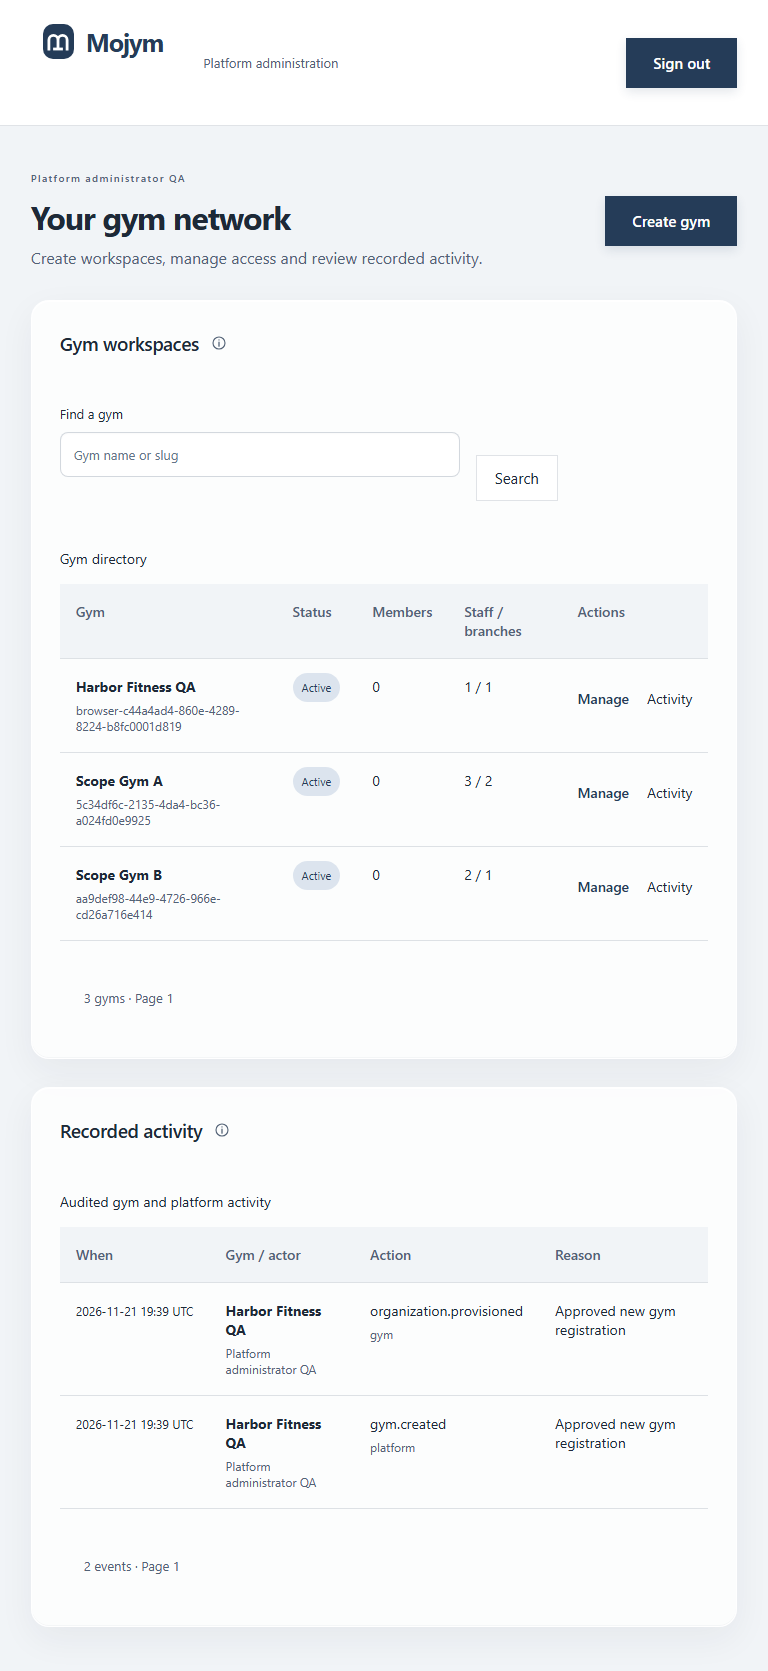 Mojym
Platform administration
Sign out
Platform administrator QA
Your gym network
Create gym
Create workspaces, manage access and review recorded activity.
Gym workspaces
Find a gym
Gym name or slug
Search
Gym directory
Gym Status Members Staff / branches Actions
Harbor Fitness QA Active 0 1 / 1 Manage Activity
browser-c44a4ad4-860e-4289-
8224-b8fc0001d819
Scope Gym A Active 0 3 / 2 Manage Activity
5c34df6c-2135-4da4-bc36-
a024fd0e9925
Scope Gym B Active 0 2 / 1 Manage Activity
aa9def98-44e9-4726-966e-
cd26a716e414
3 gyms · Page 1
Recorded activity
Audited gym and platform activity
When Gym / actor Action Reason
2026-11-21 19:39 UTC Harbor Fitness organization.provisioned Approved new gym
QA gym registration
Platform
administrator QA
2026-11-21 19:39 UTC Harbor Fitness gym.created Approved new gym
QA platform registration
Platform
administrator QA
2 events · Page 1